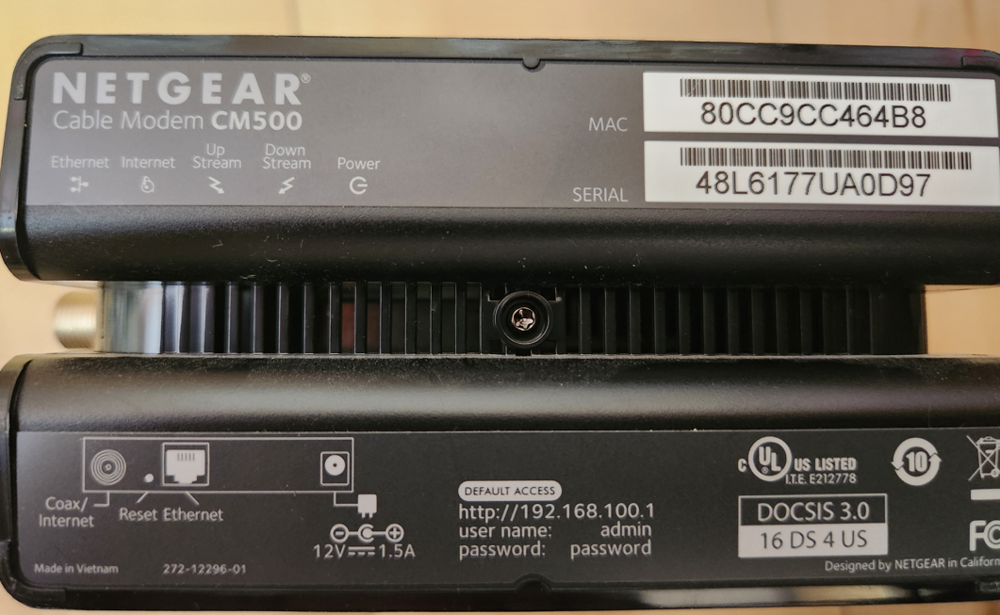 NETGEAR®
Cable Modem CM500
Ethernet Internet Up Stream Down Stream Power
MAC 80CC9CC464B8
SERIAL 48L6177UA0D97
Coax/
Internet
Reset Ethernet
12V 1.5A
Made in Vietnam 272-12296-01
DEFAULT ACCESS
http://192.168.100.1
user name: admin
password: password
C UL US LISTED
I.T.E. E212778
10
DOCSIS 3.0
16 DS 4 US
FC
Designed by NETGEAR in Californ